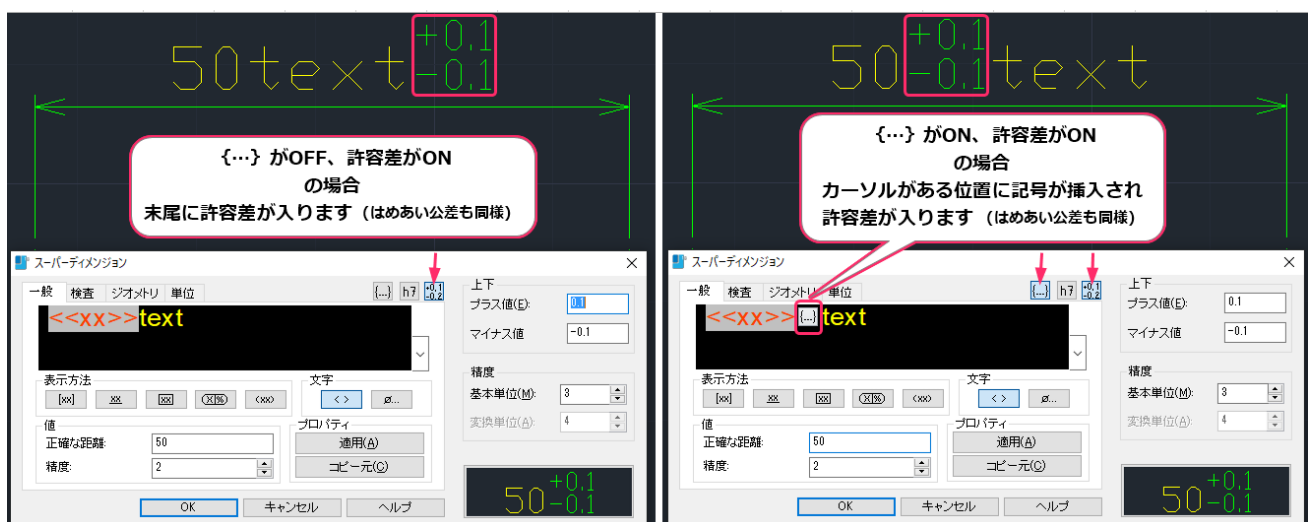 50text+0.1
-0.1
{…} がOFF、許容差がON
の場合
末尾に許容差が入ります (はめあい公差も同様)
スーパーディメンジョン
一般 検査 ジオメトリ 単位 {...} h7 +0.1
-0.2
<<xx>>text
表示方法
[xx] xx xx (X|%) (xx)
文字
<> ø...
値
正確な距離: 50
精度: 2
プロパティ
適用(A)
コピー元(C)
上下
プラス値(E): 0.1
マイナス値 -0.1
精度
基本単位(M): 3
変換単位(A): 4
50+0.1
-0.1
OK キャンセル ヘルプ
50+0.1
-0.1text
{…} がON、許容差がON
の場合
カーソルがある位置に記号が挿入され
許容差が入ります (はめあい公差も同様)
スーパーディメンジョン
一般 検査 ジオメトリ 単位 {...} h7 +0.1
-0.2
<<xx>>{...}text
表示方法
[xx] xx xx (X|%) (xx)
文字
<> ø...
値
正確な距離: 50
精度: 2
プロパティ
適用(A)
コピー元(C)
上下
プラス値(E): 0.1
マイナス値 -0.1
精度
基本単位(M): 3
変換単位(A): 4
50+0.1
-0.1
OK キャンセル ヘルプ